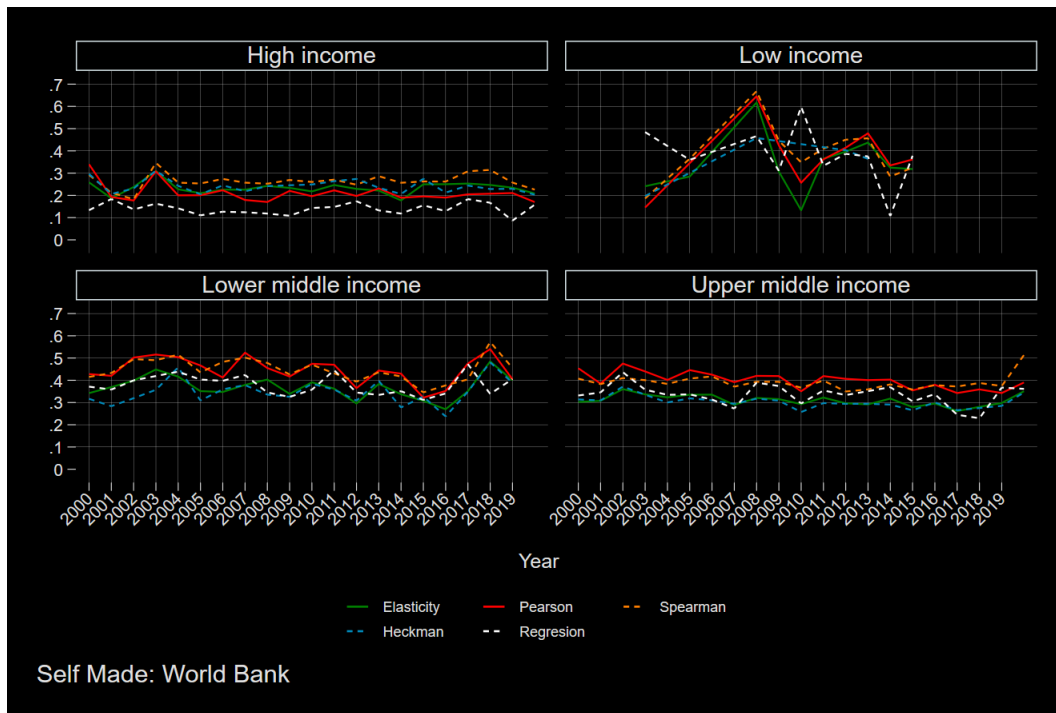 High income
Low income
.7
.6
.5
.4
.3
.2
.1
0
Lower middle income
Upper middle income
.7
.6
.5
.4
.3
.2
.1
0
2000 2001 2002 2003 2004 2005 2006 2007 2008 2009 2010 2011 2012 2013 2014 2015 2016 2017 2018 2019
2000 2001 2002 2003 2004 2005 2006 2007 2008 2009 2010 2011 2012 2013 2014 2015 2016 2017 2018 2019
Year
Elasticity Pearson Spearman
Heckman Regresion
Self Made: World Bank